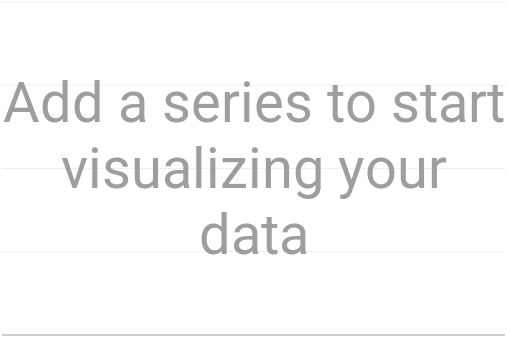 Add a series to start
visualizing your
data